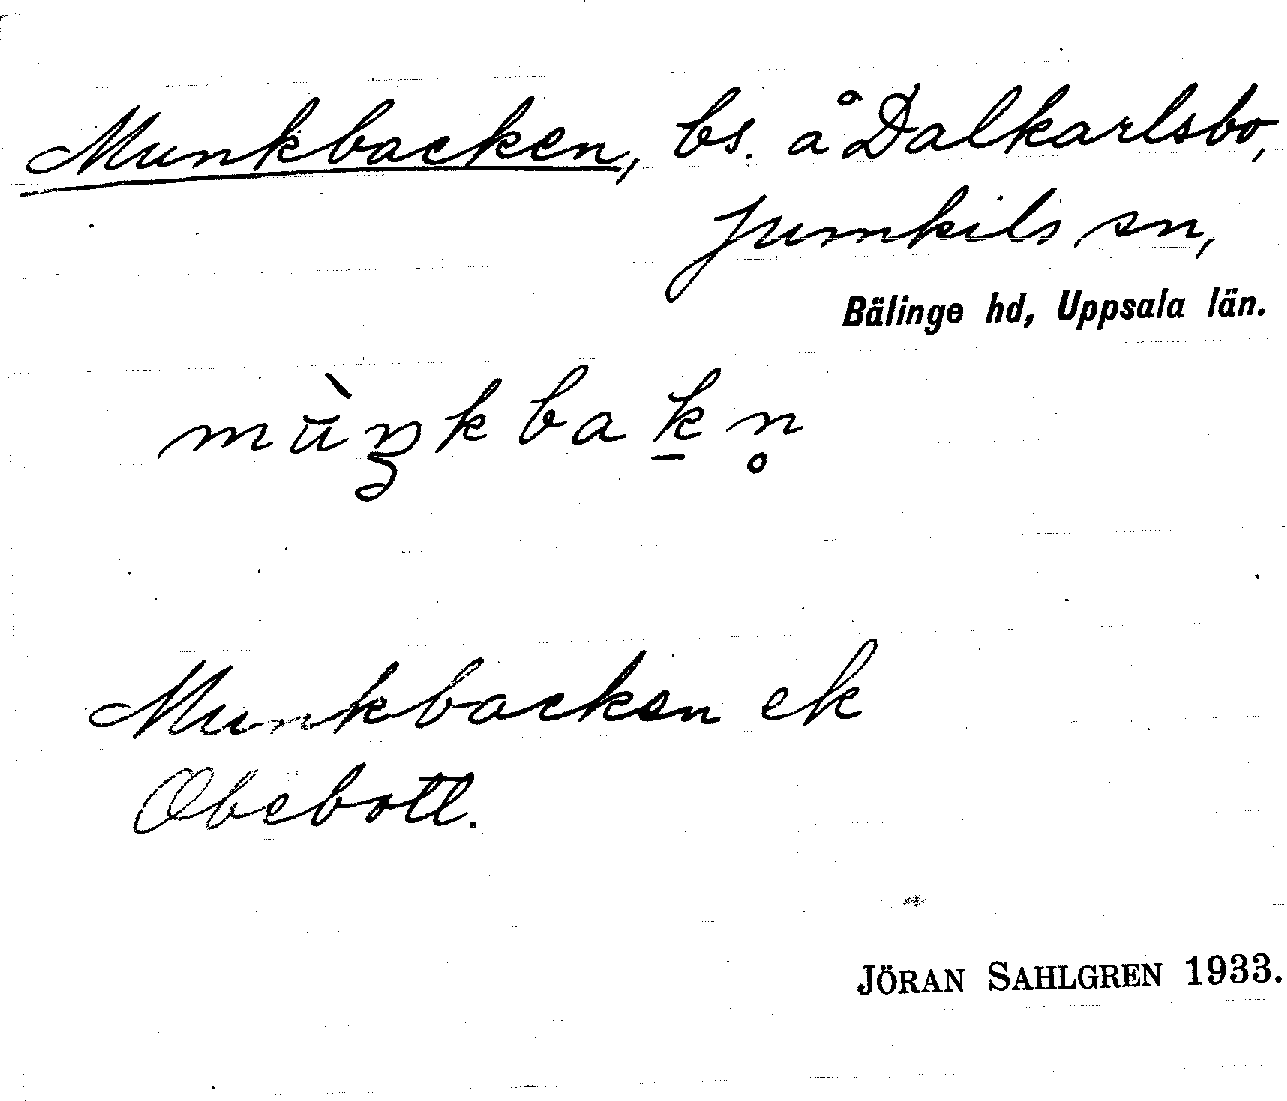 Munkbacken, bs. å Dalkarlsbo,
Jumkils sn,
Bälinge hd, Uppsala län.
mùŋkbak̠n̥
Munkbacken ek
Obebott.
JÖRAN SAHLGREN 1933.